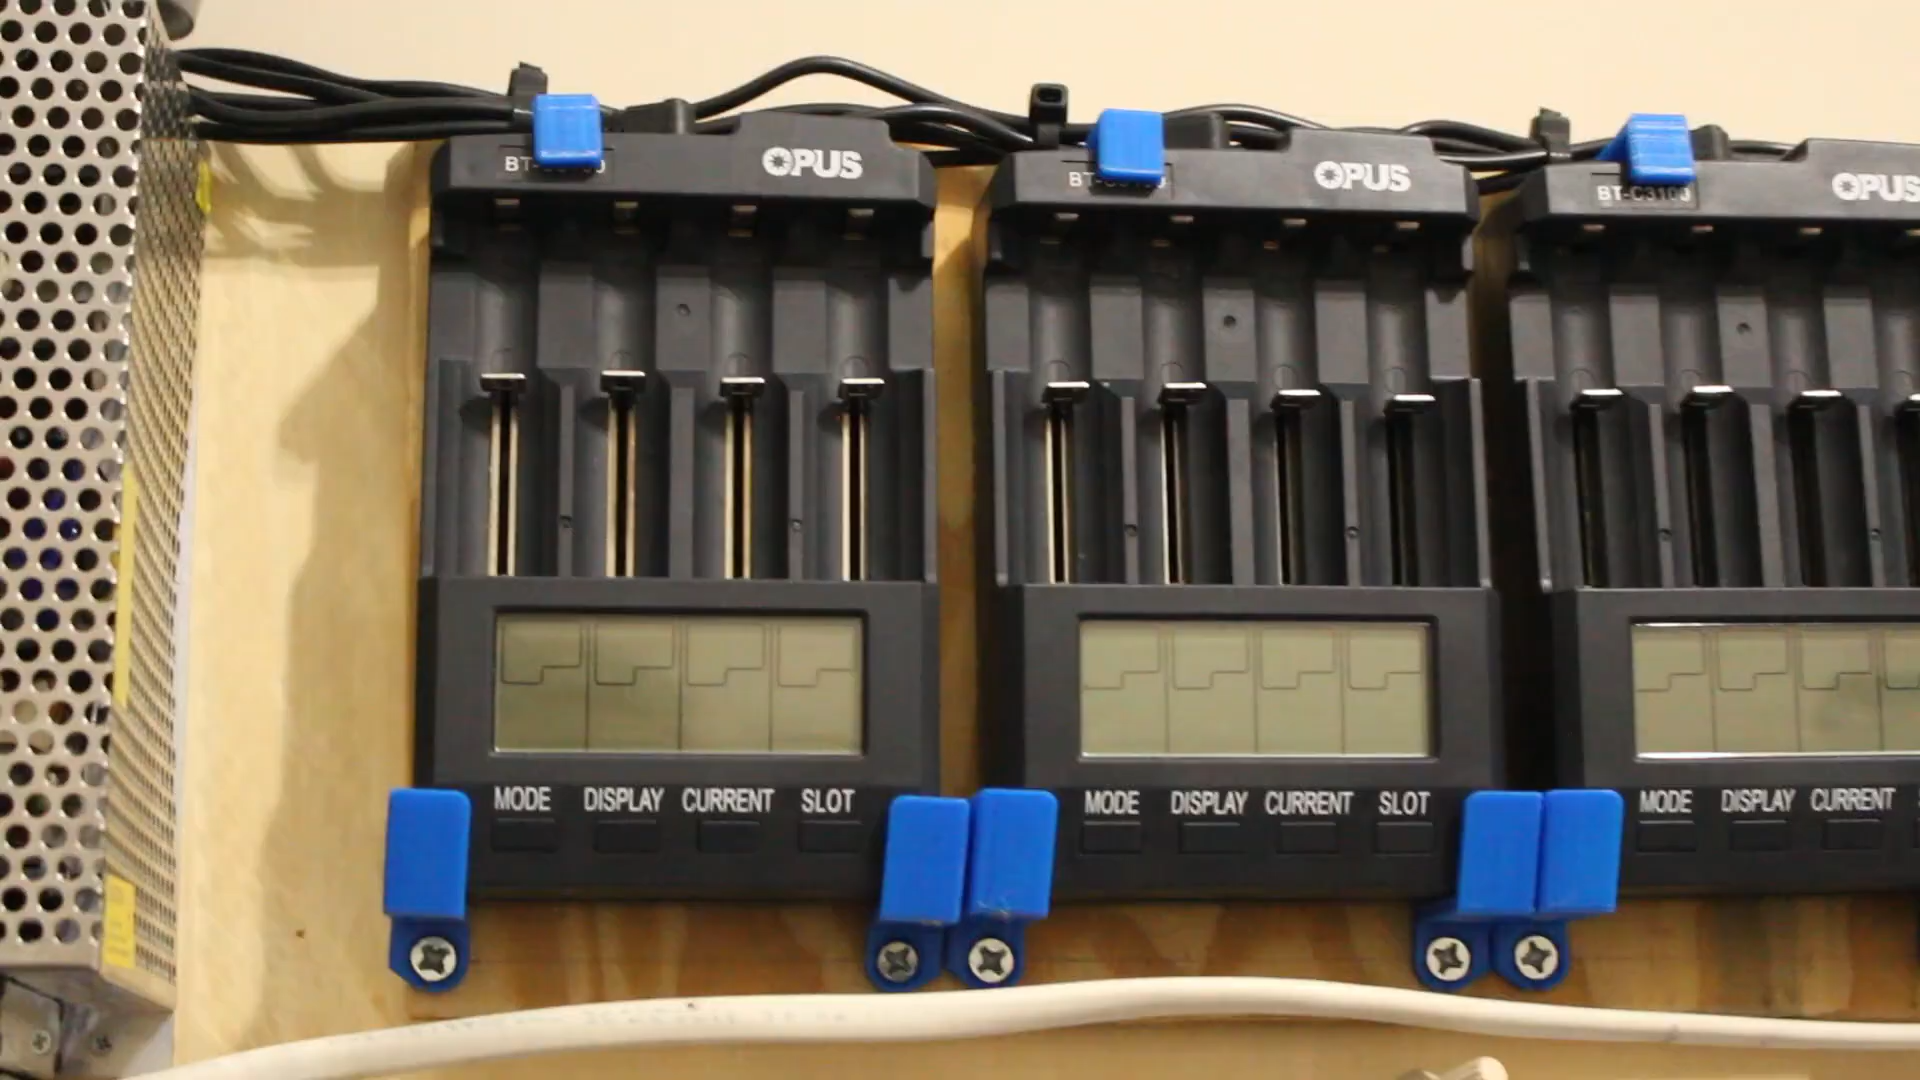 OPUS
OPUS
BT-C3100
OPUS
MODE DISPLAY CURRENT SLOT
MODE DISPLAY CURRENT SLOT
MODE DISPLAY CURRENT